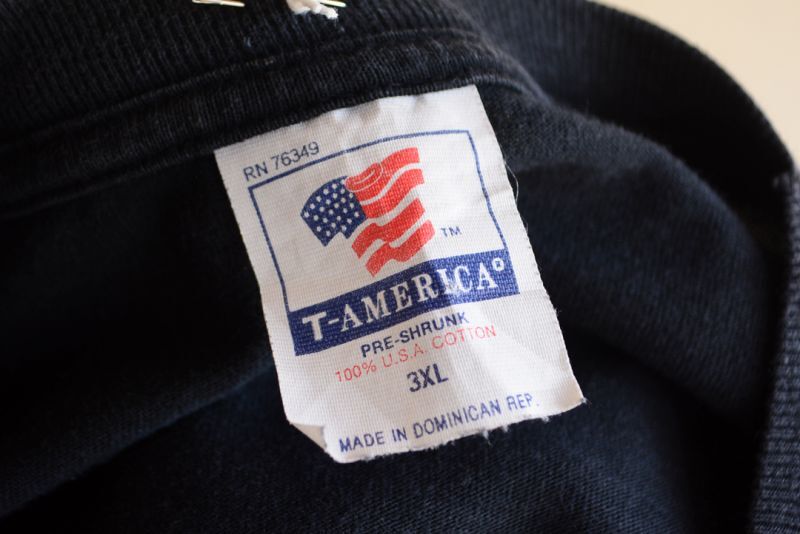 RN 76349
TM
T-AMERICA®
PRE-SHRUNK
100% U.S.A. COTTON
3XL
MADE IN DOMINICAN REP.